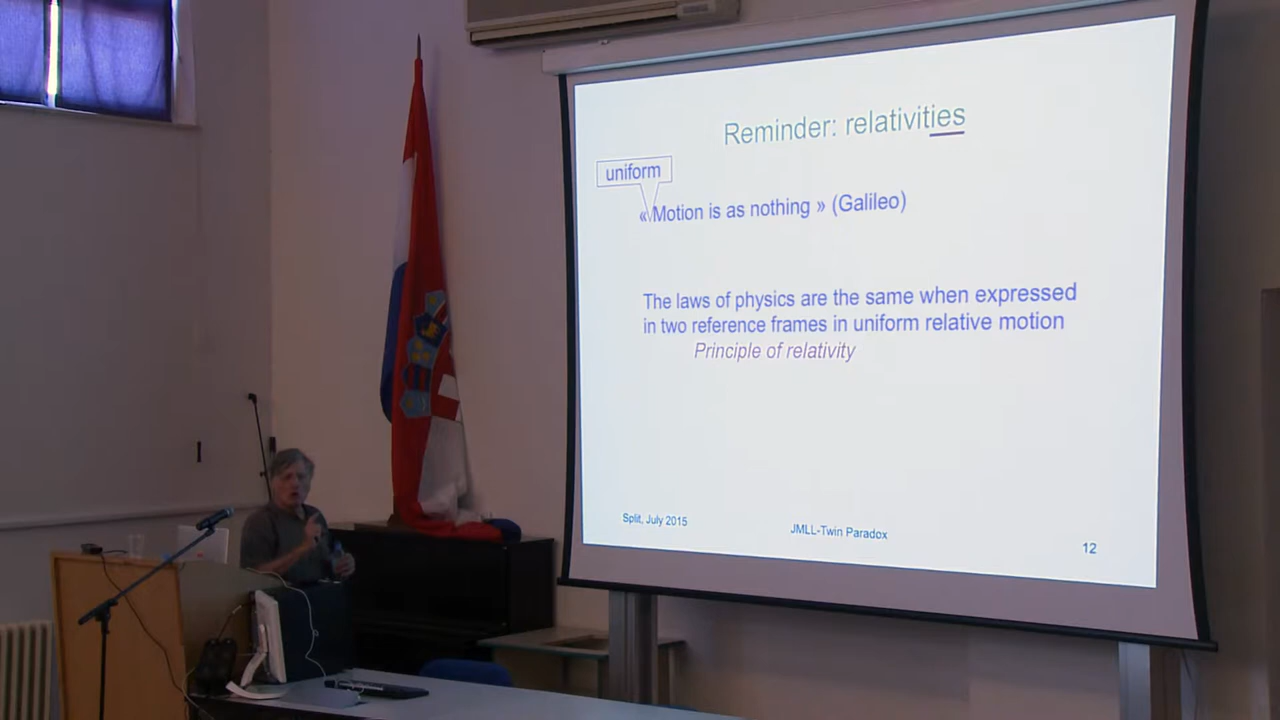 Reminder: relativities
uniform
« Motion is as nothing » (Galileo)
The laws of physics are the same when expressed
in two reference frames in uniform relative motion
Principle of relativity
Split, July 2015
JMLL-Twin Paradox
12